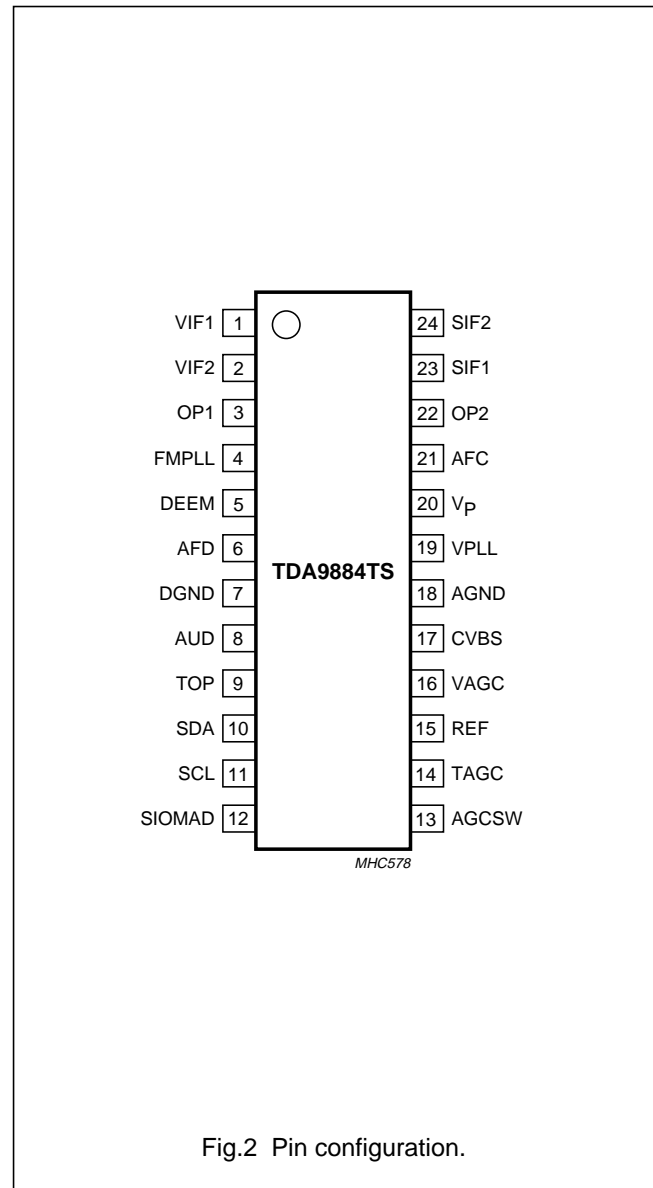 VIF1 1 24 SIF2
VIF2 2 23 SIF1
OP1 3 22 OP2
FMPLL 4 21 AFC
DEEM 5 20 VP
AFD 6 19 VPLL
TDA9884TS
DGND 7 18 AGND
AUD 8 17 CVBS
TOP 9 16 VAGC
SDA 10 15 REF
SCL 11 14 TAGC
SIOMAD 12 13 AGCSW
MHC578
Fig.2 Pin configuration.